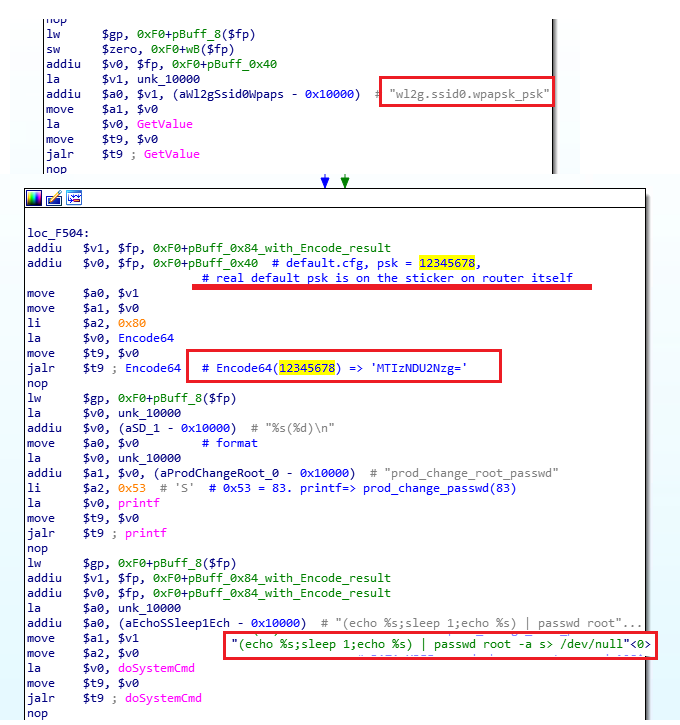 nop
lw $gp, 0xF0+pBuff_8($fp)
sw $zero, 0xF0+wB($fp)
addiu $v0, $fp, 0xF0+pBuff_0x40
la $v1, unk_10000
addiu $a0, $v1, (aWl2gSsid0Wpaps - 0x10000) # "wl2g.ssid0.wpapsk_psk"
move $a1, $v0
la $v0, GetValue
move $t9, $v0
jalr $t9 ; GetValue
nop
loc_F504:
addiu $v1, $fp, 0xF0+pBuff_0x84_with_Encode_result
addiu $v0, $fp, 0xF0+pBuff_0x40 # default.cfg, psk = 12345678,
# real default psk is on the sticker on router itself
move $a0, $v1
move $a1, $v0
li $a2, 0x80
la $v0, Encode64
move $t9, $v0
jalr $t9 ; Encode64 # Encode64(12345678) => 'MTIzNDU2Nzg='
nop
lw $gp, 0xF0+pBuff_8($fp)
la $v0, unk_10000
addiu $v0, (aSD_1 - 0x10000) # "%s(%d)\n"
move $a0, $v0 # format
la $v0, unk_10000
addiu $a1, $v0, (aProdChangeRoot_0 - 0x10000) # "prod_change_root_passwd"
li $a2, 0x53 # 'S' # 0x53 = 83. printf=> prod_change_passwd(83)
la $v0, printf
move $t9, $v0
jalr $t9 ; printf
nop
lw $gp, 0xF0+pBuff_8($fp)
addiu $v1, $fp, 0xF0+pBuff_0x84_with_Encode_result
addiu $v0, $fp, 0xF0+pBuff_0x84_with_Encode_result
la $a0, unk_10000
addiu $a0, (aEchoSSleep1Ech - 0x10000) # "(echo %s;sleep 1;echo %s) | passwd root"...
move $a1, $v1
"(echo %s;sleep 1;echo %s) | passwd root -a s> /dev/null"<0>
move $a2, $v0
la $v0, doSystemCmd
move $t9, $v0
jalr $t9 ; doSystemCmd
nop